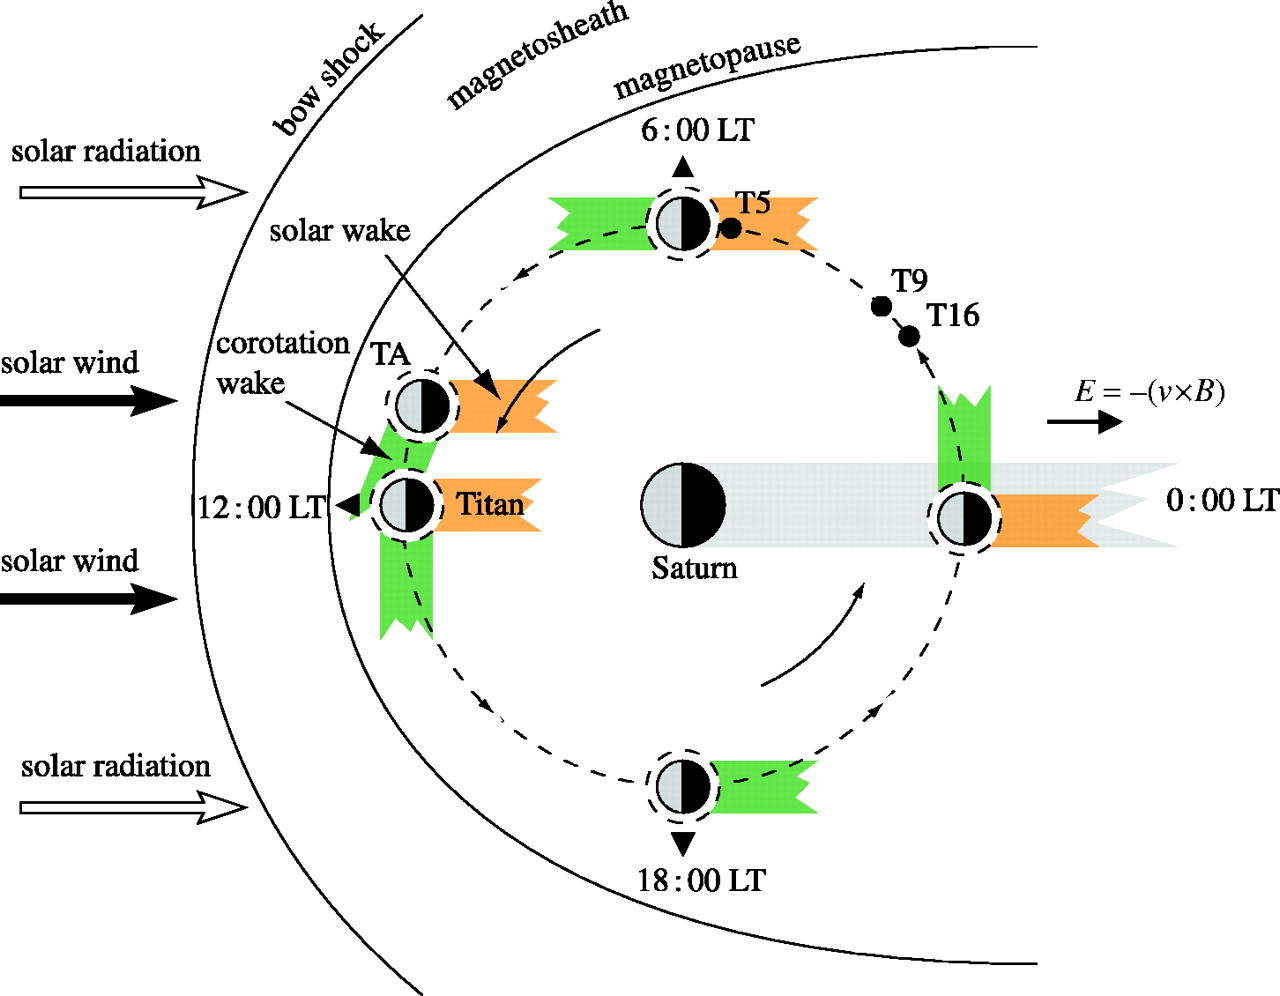 bow shock
magnetosheath
magnetopause
6:00 LT
solar radiation
T5
solar wake
T9
T16
corotation
wake
TA
solar wind
E = –(v×B)
12:00 LT
Titan
0:00 LT
solar wind
Saturn
solar radiation
18:00 LT